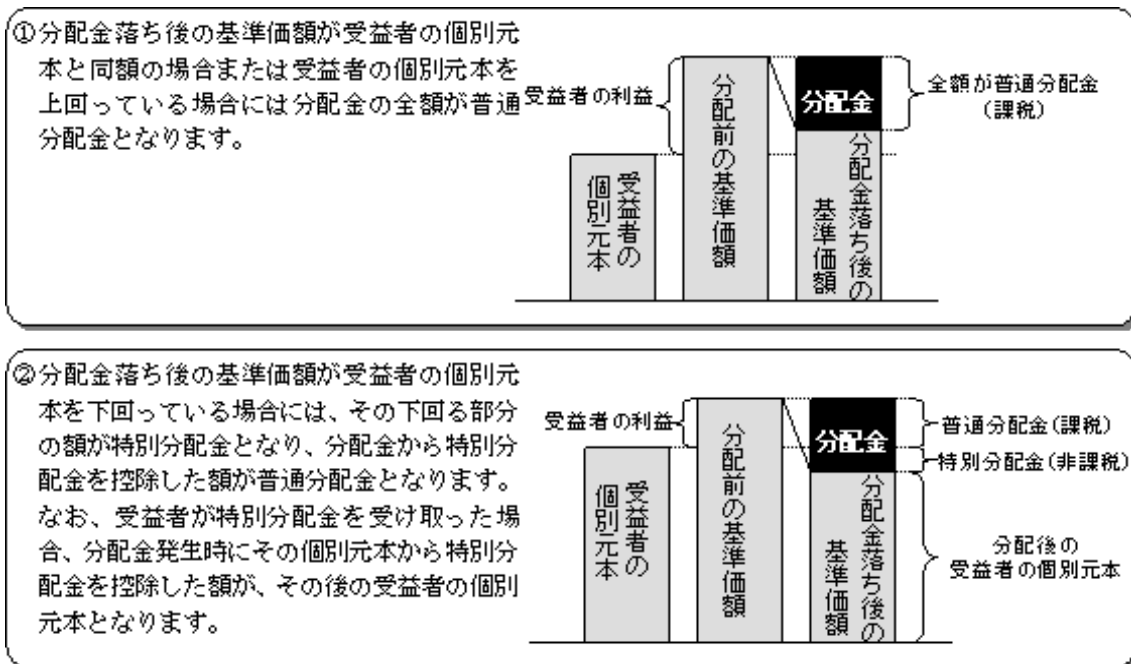 ①分配金落ち後の基準価額が受益者の個別元
本と同額の場合または受益者の個別元本を
上回っている場合には分配金の全額が普通
分配金となります。
受益者の利益
受益者の
個別元本
分配前の基準価額
分配金
分配金落ち後の
基準価額
全額が普通分配金
(課税)
②分配金落ち後の基準価額が受益者の個別元
本を下回っている場合には、その下回る部分
の額が特別分配金となり、分配金から特別分
配金を控除した額が普通分配金となります。
なお、受益者が特別分配金を受け取った場
合、分配金発生時にその個別元本から特別分
配金を控除した額が、その後の受益者の個別
元本となります。
受益者の利益
受益者の
個別元本
分配前の基準価額
分配金
分配金落ち後の
基準価額
普通分配金(課税)
特別分配金(非課税)
分配後の
受益者の個別元本